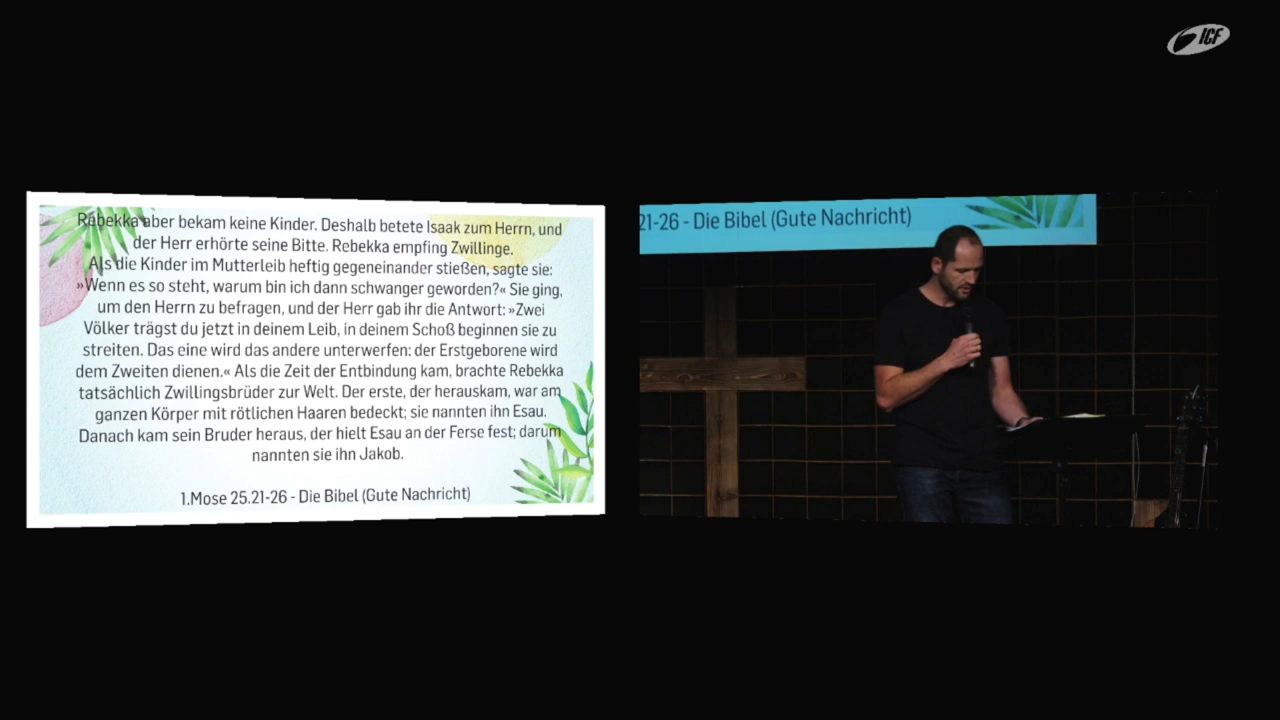 ICF
Rebekka aber bekam keine Kinder. Deshalb betete Isaak zum Herrn, und
der Herr erhörte seine Bitte. Rebekka empfing Zwillinge.
Als die Kinder im Mutterleib heftig gegeneinander stießen, sagte sie:
»Wenn es so steht, warum bin ich dann schwanger geworden?« Sie ging,
um den Herrn zu befragen, und der Herr gab ihr die Antwort: »Zwei
Völker trägst du jetzt in deinem Leib, in deinem Schoß beginnen sie zu
streiten. Das eine wird das andere unterwerfen: der Erstgeborene wird
dem Zweiten dienen.« Als die Zeit der Entbindung kam, brachte Rebekka
tatsächlich Zwillingsbrüder zur Welt. Der erste, der herauskam, war am
ganzen Körper mit rötlichen Haaren bedeckt; sie nannten ihn Esau.
Danach kam sein Bruder heraus, der hielt Esau an der Ferse fest; darum
nannten sie ihn Jakob.
1.Mose 25.21-26 - Die Bibel (Gute Nachricht)
21-26 - Die Bibel (Gute Nachricht)